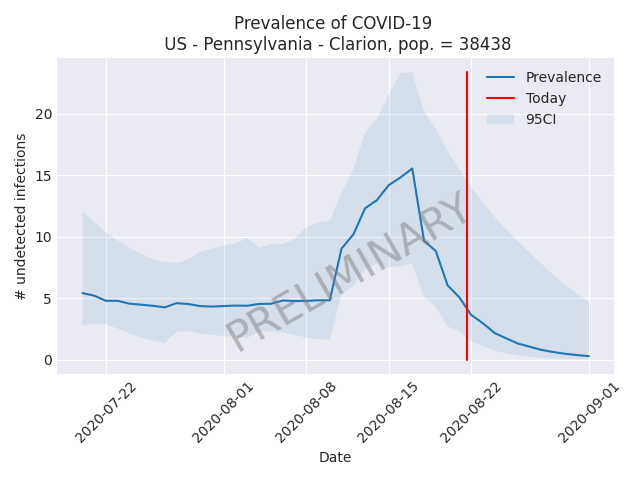 Prevalence of COVID-19
US - Pennsylvania - Clarion, pop. = 38438
# undetected infections
20
15
10
5
0
Prevalence
Today
95CI
PRELIMINARY
2020-07-22
2020-08-01
2020-08-08
2020-08-15
2020-08-22
2020-09-01
Date